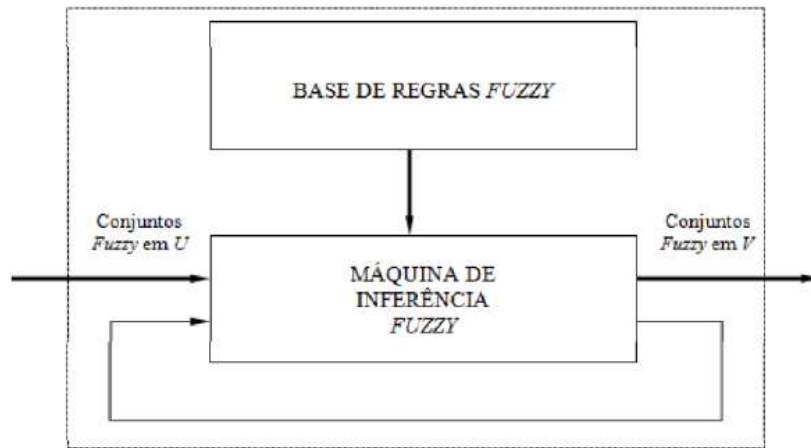 BASE DE REGRAS FUZZY
Conjuntos
Fuzzy em U
Conjuntos
Fuzzy em V
MÁQUINA DE
INFERÊNCIA
FUZZY